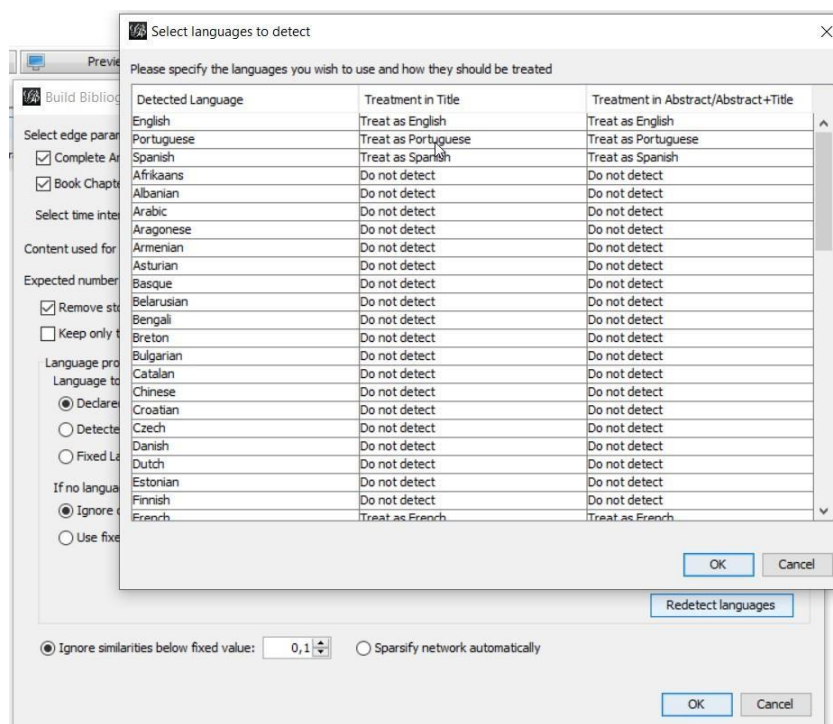 Select languages to detect
Previe
Please specify the languages you wish to use and how they should be treated
Build Bibliog
Detected Language Treatment in Title Treatment in Abstract/Abstract+Title
English Treat as English Treat as English
Portuguese Treat as Portuguese Treat as Portuguese
Spanish Treat as Spanish Treat as Spanish
Afrikaans Do not detect Do not detect
Albanian Do not detect Do not detect
Arabic Do not detect Do not detect
Aragonese Do not detect Do not detect
Armenian Do not detect Do not detect
Asturian Do not detect Do not detect
Basque Do not detect Do not detect
Belarusian Do not detect Do not detect
Bengali Do not detect Do not detect
Breton Do not detect Do not detect
Bulgarian Do not detect Do not detect
Catalan Do not detect Do not detect
Chinese Do not detect Do not detect
Croatian Do not detect Do not detect
Czech Do not detect Do not detect
Danish Do not detect Do not detect
Dutch Do not detect Do not detect
Estonian Do not detect Do not detect
Finnish Do not detect Do not detect
French Treat as French Treat as French
OK Cancel
Select edge parar
Complete Ar
Book Chapte
Select time inter
Content used for
Expected number
Remove sto
Keep only t
Language pro
Language to
Declare
Detecte
Fixed La
If no langua
Ignore
Use fixe
Redetect languages
Ignore similarities below fixed value: 0,1 Sparsify network automatically
OK Cancel